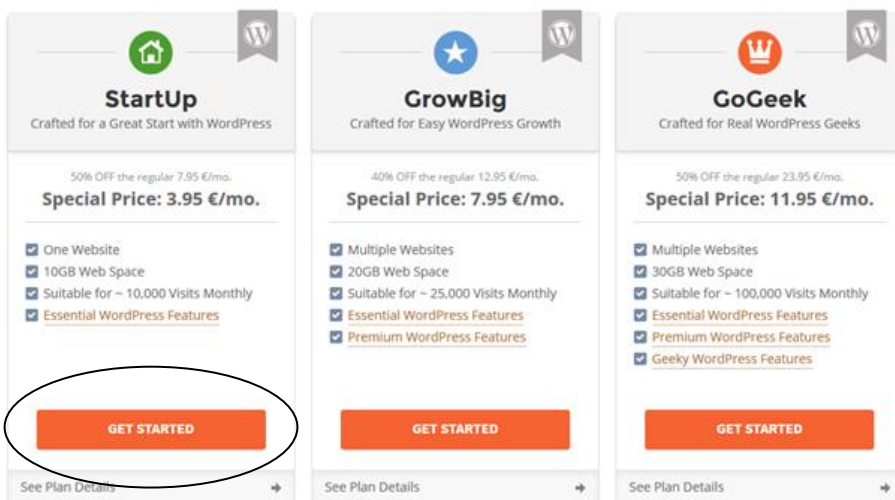 StartUp
Crafted for a Great Start with WordPress
50% OFF the regular 7.95 €/mo.
Special Price: 3.95 €/mo.
One Website
10GB Web Space
Suitable for ~ 10,000 Visits Monthly
Essential WordPress Features
GET STARTED
See Plan Details
GrowBig
Crafted for Easy WordPress Growth
40% OFF the regular 12.95 €/mo.
Special Price: 7.95 €/mo.
Multiple Websites
20GB Web Space
Suitable for ~ 25,000 Visits Monthly
Essential WordPress Features
Premium WordPress Features
GET STARTED
See Plan Details
GoGeek
Crafted for Real WordPress Geeks
50% OFF the regular 23.95 €/mo.
Special Price: 11.95 €/mo.
Multiple Websites
30GB Web Space
Suitable for ~ 100,000 Visits Monthly
Essential WordPress Features
Premium WordPress Features
Geeky WordPress Features
GET STARTED
See Plan Details